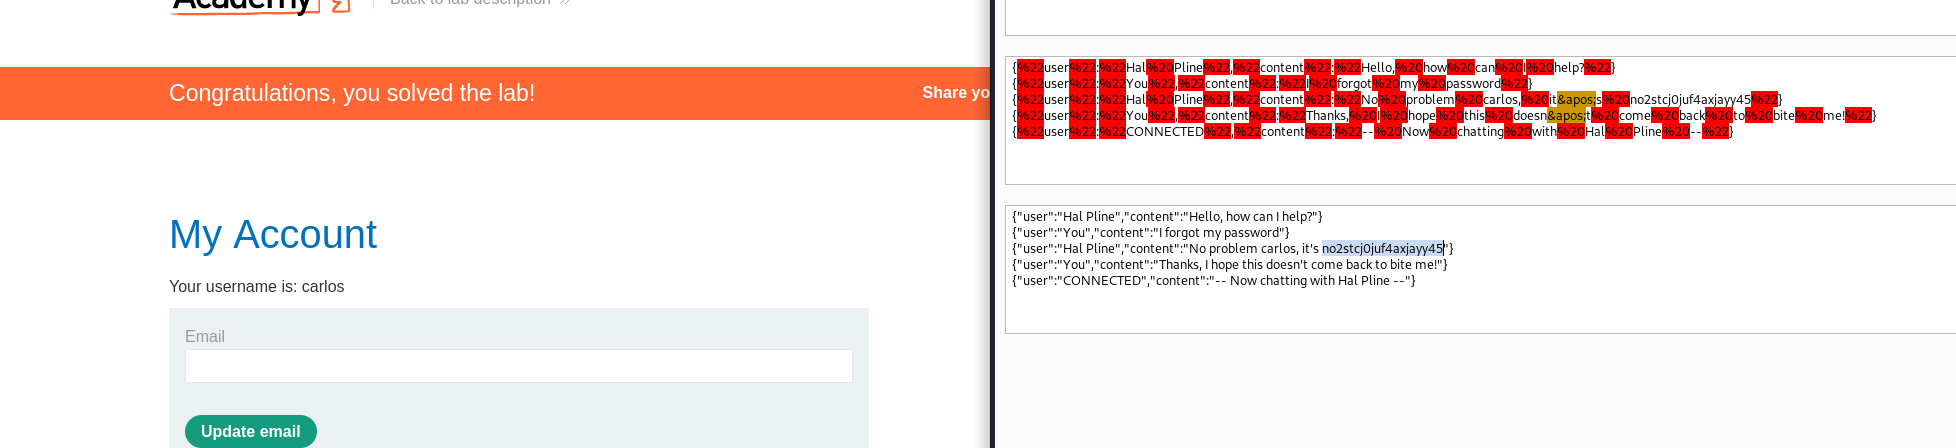 Academy
Back to lab description
Congratulations, you solved the lab!
Share yo
My Account
Your username is: carlos
Email
Update email
{%22user%22:%22Hal%20Pline%22,%22content%22:%22Hello,%20how%20can%20I%20help?%22}
{%22user%22:%22You%22,%22content%22:%22I%20forgot%20my%20password%22}
{%22user%22:%22Hal%20Pline%22,%22content%22:%22No%20problem%20carlos,%20it&apos;s%20no2stcj0juf4axjayy45%22}
{%22user%22:%22You%22,%22content%22:%22Thanks,%20I%20hope%20this%20doesn&apos;t%20come%20back%20to%20bite%20me!%22}
{%22user%22:%22CONNECTED%22,%22content%22:%22--%20Now%20chatting%20with%20Hal%20Pline%20--%22}
{"user":"Hal Pline","content":"Hello, how can I help?"}
{"user":"You","content":"I forgot my password"}
{"user":"Hal Pline","content":"No problem carlos, it's no2stcj0juf4axjayy45"}
{"user":"You","content":"Thanks, I hope this doesn't come back to bite me!"}
{"user":"CONNECTED","content":"-- Now chatting with Hal Pline --"}